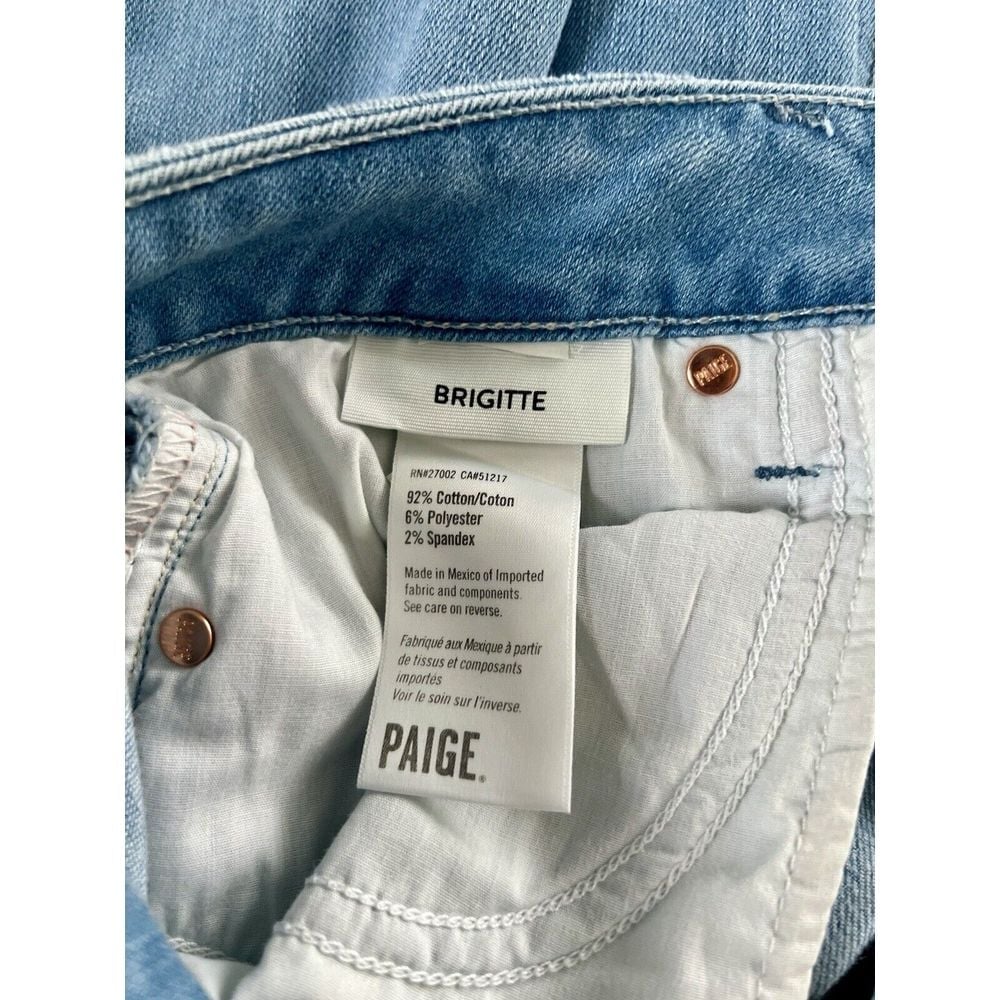 BRIGITTE
PAIGE
RN#27002 CA#51217
92% Cotton/Coton
6% Polyester
2% Spandex
Made in Mexico of Imported
fabric and components.
See care on reverse.
Fabriqué aux Mexique à partir
de tissus et composants
importés
Voir le soin sur l'inverse.
PAIGE®